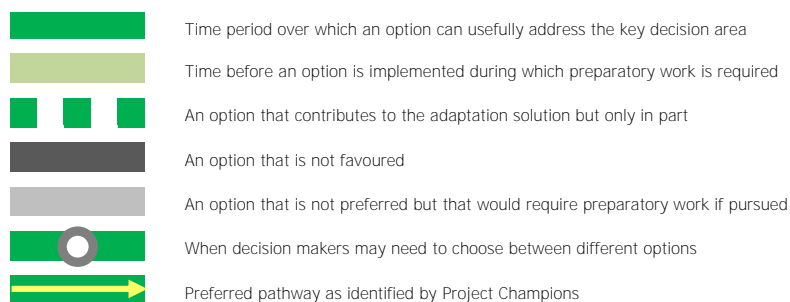 Time period over which an option can usefully address the key decision area
Time before an option is implemented during which preparatory work is required
An option that contributes to the adaptation solution but only in part
An option that is not favoured
An option that is not preferred but that would require preparatory work if pursued
When decision makers may need to choose between different options
Preferred pathway as identified by Project Champions